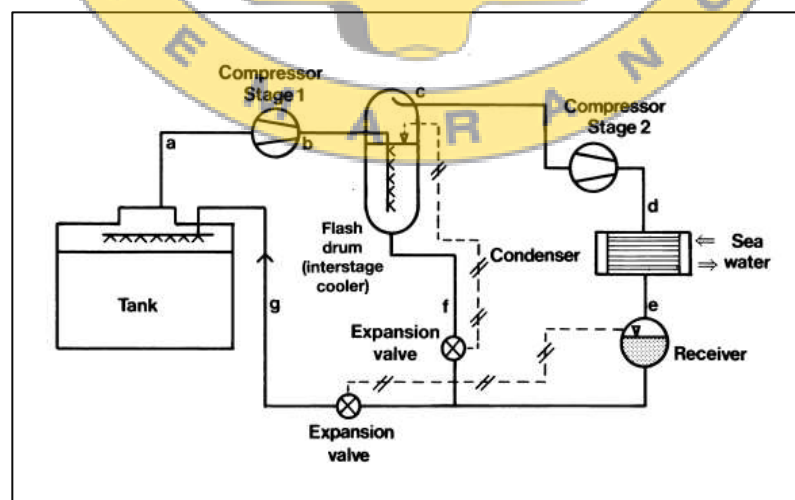 E M A R A N G
Compressor
Stage 1
c
Compressor
Stage 2
a
b
d
Flash
drum
(interstage
cooler)
Condenser
Sea
water
Tank
g
f
e
Expansion
valve
Receiver
Expansion
valve